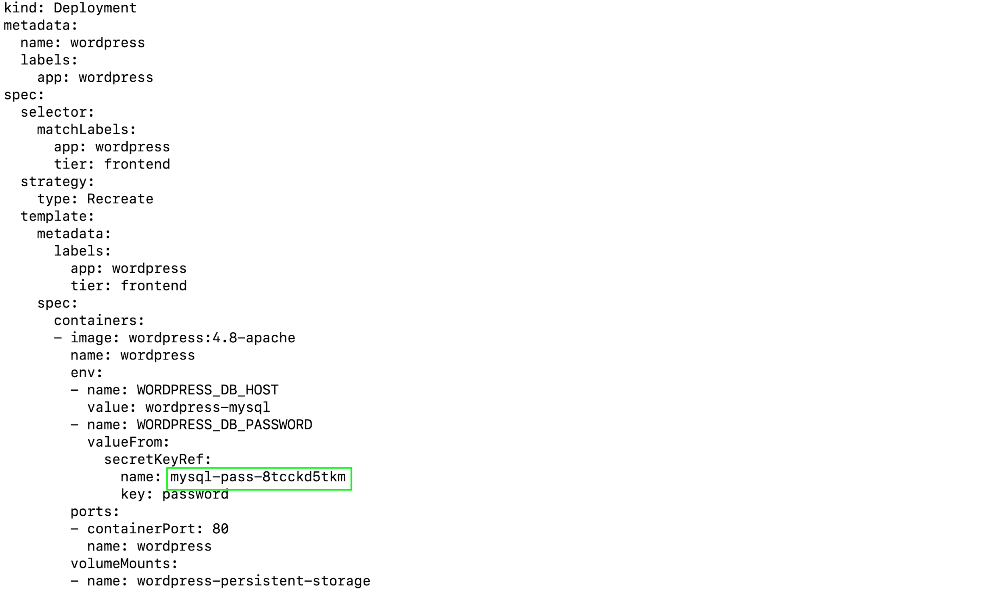 kind: Deployment
metadata:
  name: wordpress
  labels:
    app: wordpress
spec:
  selector:
    matchLabels:
      app: wordpress
      tier: frontend
  strategy:
    type: Recreate
  template:
    metadata:
      labels:
        app: wordpress
        tier: frontend
    spec:
      containers:
      - image: wordpress:4.8-apache
        name: wordpress
        env:
        - name: WORDPRESS_DB_HOST
          value: wordpress-mysql
        - name: WORDPRESS_DB_PASSWORD
          valueFrom:
            secretKeyRef:
              name: mysql-pass-8tcckd5tkm
              key: password
        ports:
        - containerPort: 80
          name: wordpress
        volumeMounts:
        - name: wordpress-persistent-storage